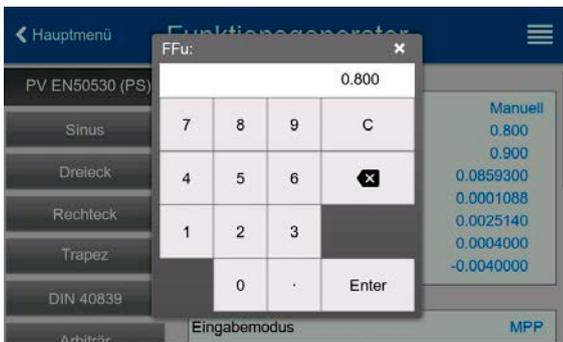 Hauptmenü
Funktionsgenerator
FFu:
0.800
PV EN50530 (PS)
Sinus
Dreieck
Rechteck
Trapez
DIN 40839
Arbiträr
7 8 9 C
4 5 6
1 2 3
0 . Enter
Manuell
0.800
0.900
0.0859300
0.0001088
0.0025140
0.0004000
-0.0040000
Eingabemodus MPP